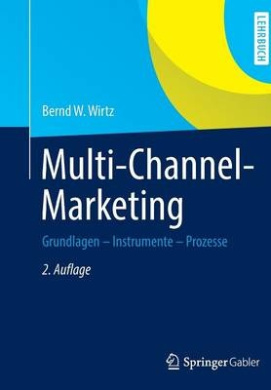 LEHRBUCH
Bernd W. Wirtz
Multi-Channel-
Marketing
Grundlagen – Instrumente – Prozesse
2. Auflage
Springer Gabler